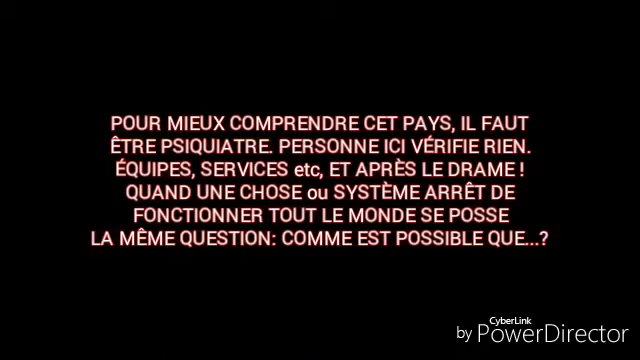 POUR MIEUX COMPRENDRE CET PAYS, IL FAUT
ÊTRE PSIQUIATRE. PERSONNE ICI VÉRIFIE RIEN.
ÉQUIPES, SERVICES etc, ET APRÈS LE DRAME !
QUAND UNE CHOSE ou SYSTÈME ARRÊT DE
FONCTIONNER TOUT LE MONDE SE POSSE
LA MÊME QUESTION: COMME EST POSSIBLE QUE...?
CyberLink
by PowerDirector